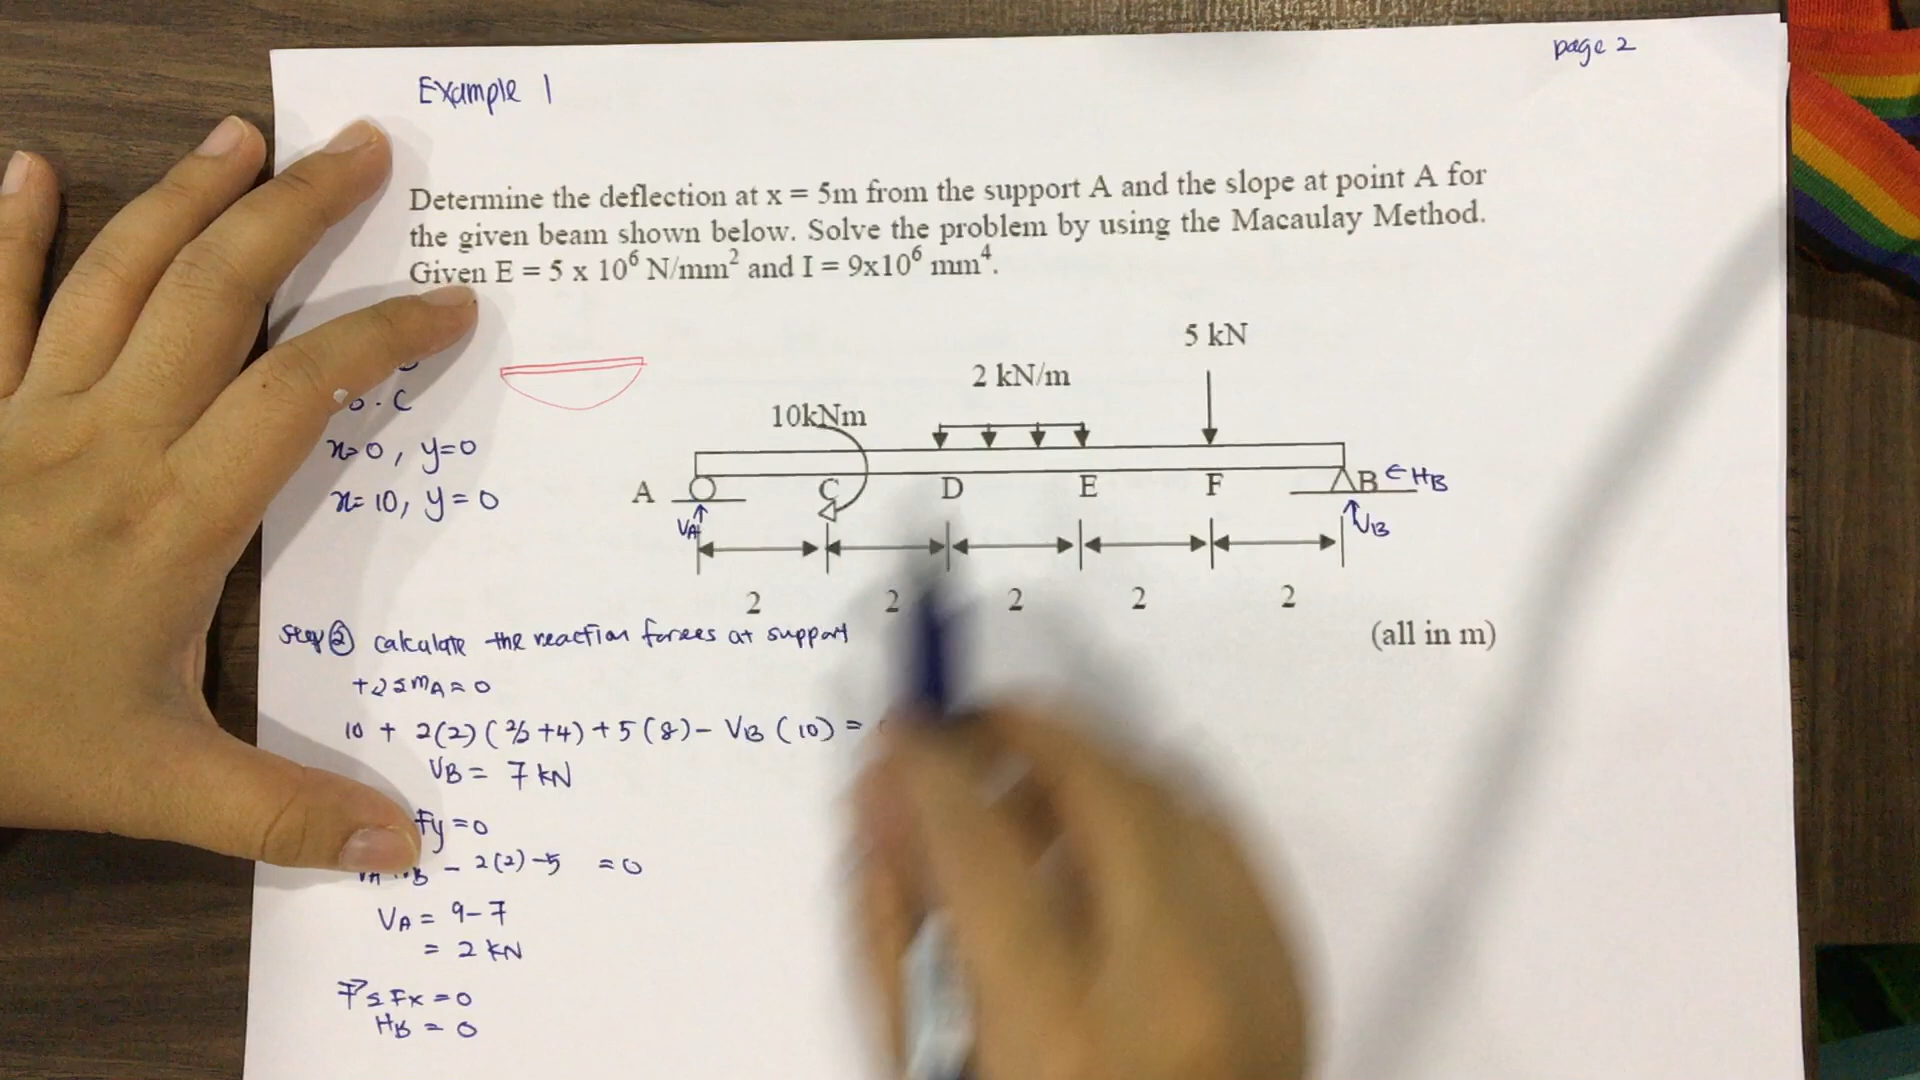 page 2
Example 1
Determine the deflection at x = 5m from the support A and the slope at point A for
the given beam shown below. Solve the problem by using the Macaulay Method.
Given E = 5 x 10⁶ N/mm² and I = 9x10⁶ mm⁴.
5 kN
2 kN/m
10kNm
B.C
x=0, y=0
x=10, y=0
A C D E F B ← HB
VA VB
2 2 2 2 2
(all in m)
Step ② calculate the reaction forces at support
+↻ΣMA=0
10 + 2(2)(2/2+4)+5(8)- VB (10) =
VB = 7 kN
Fy=0
- 2(2)-5 =0
VA = 9-7
= 2 kN
ΣFx=0
HB = 0